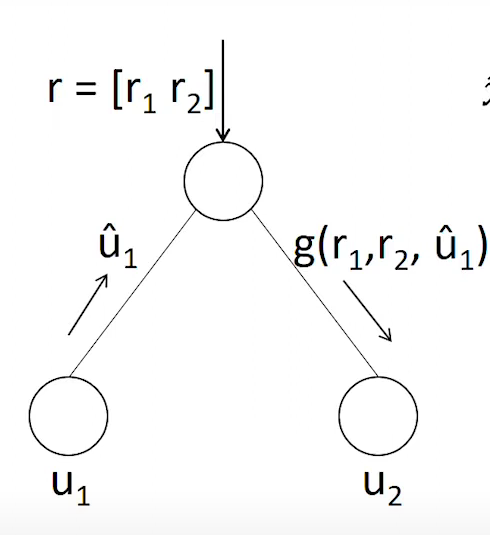 r = [r₁ r₂]
û₁
g(r₁,r₂, û₁)
u₁
u₂